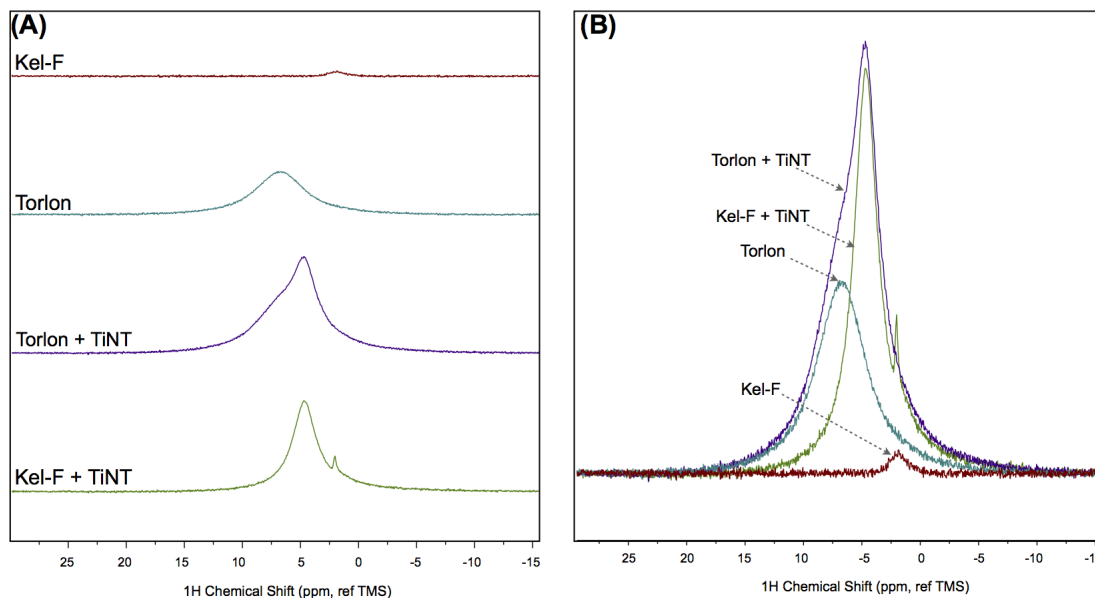 (A)
Kel-F
Torlon
Torlon + TiNT
Kel-F + TiNT
25 20 15 10 5 0 -5 -10 -15
1H Chemical Shift (ppm, ref TMS)
(B)
Torlon + TiNT
Kel-F + TiNT
Torlon
Kel-F
25 20 15 10 5 0 -5 -10
1H Chemical Shift (ppm, ref TMS)